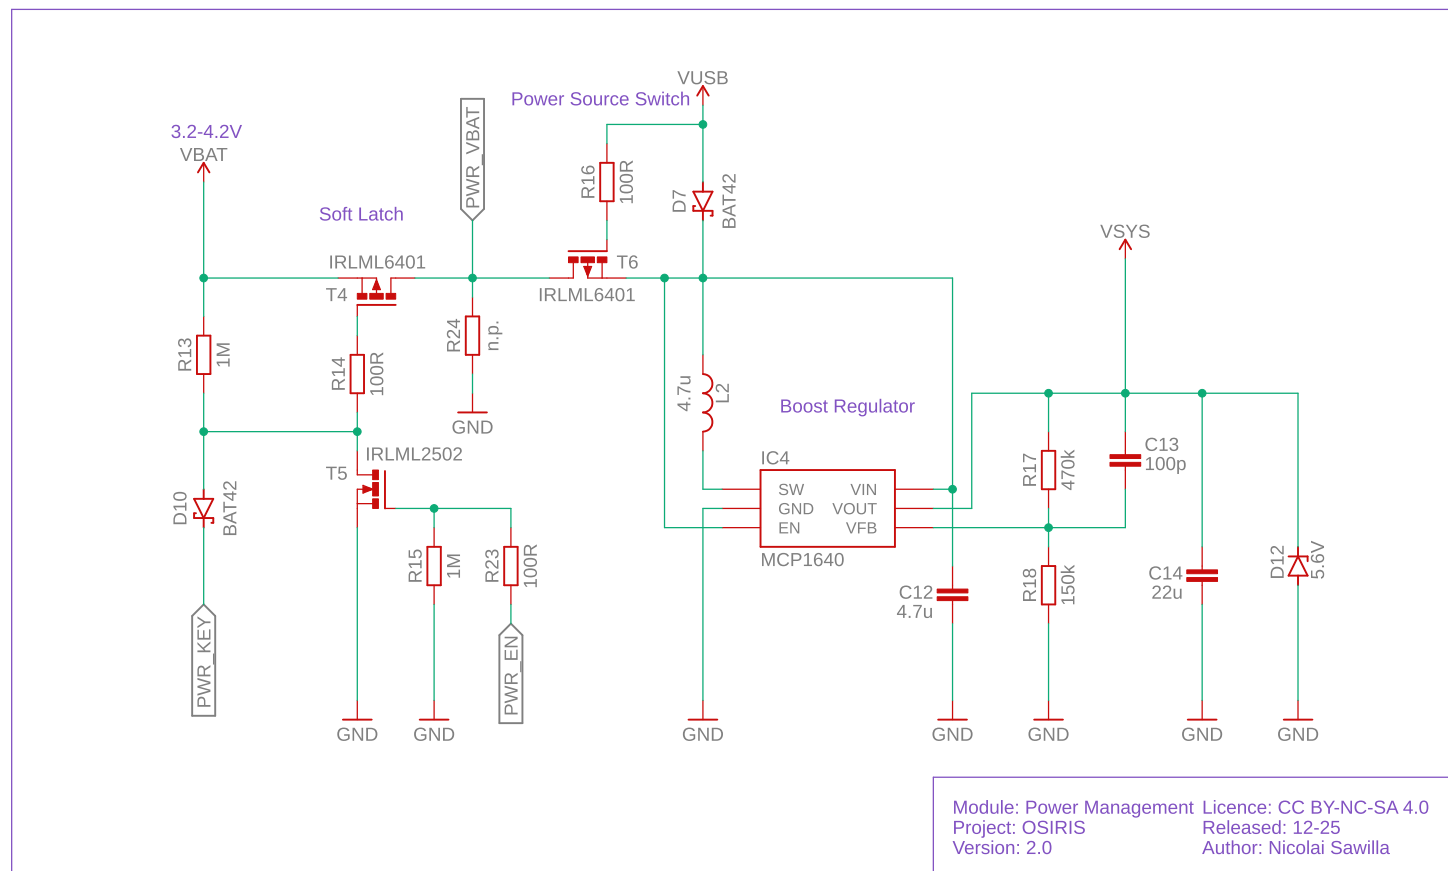 VUSB
Power Source Switch
3.2-4.2V
VBAT
PWR_VBAT
R16
100R
D7
BAT42
Soft Latch
VSYS
IRLML6401
T4
T6
IRLML6401
R13
1M
R14
100R
R24
n.p.
GND
4.7u
L2
Boost Regulator
IRLML2502
T5
IC4
SW
GND
EN
VIN
VOUT
VFB
MCP1640
R17
470k
C13
100p
D10
BAT42
R15
1M
R23
100R
C12
4.7u
R18
150k
C14
22u
D12
5.6V
PWR_KEY
PWR_EN
GND
GND
GND
GND
GND
GND
GND
Module: Power Management
Project: OSIRIS
Version: 2.0
Licence: CC BY-NC-SA 4.0
Released: 12-25
Author: Nicolai Sawilla